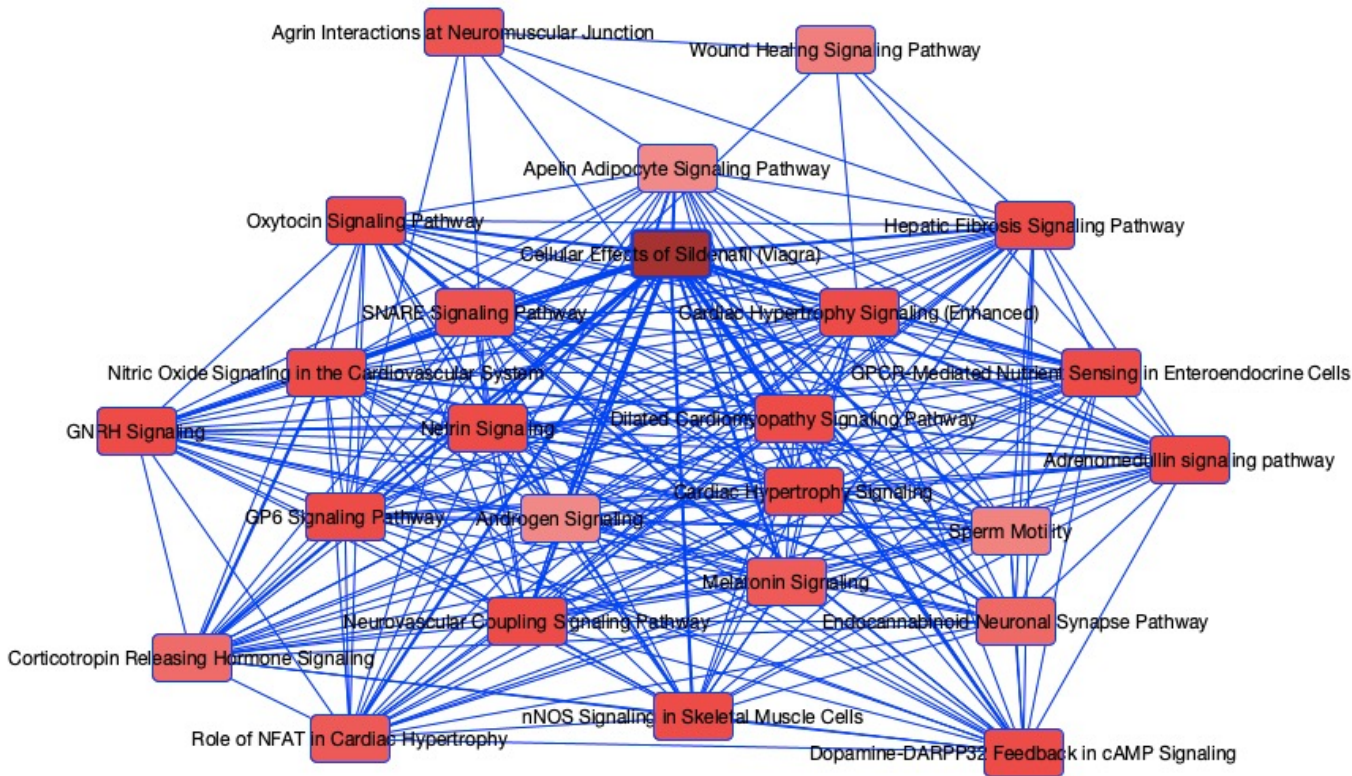 Agrin Interactions at Neuromuscular Junction
Wound Healing Signaling Pathway
Apelin Adipocyte Signaling Pathway
Oxytocin Signaling Pathway
Hepatic Fibrosis Signaling Pathway
Cellular Effects of Sildenafil (Viagra)
SNARE Signaling Pathway
Cardiac Hypertrophy Signaling (Enhanced)
Nitric Oxide Signaling in the Cardiovascular System
GPCR-Mediated Nutrient Sensing in Enteroendocrine Cells
GNRH Signaling
Netrin Signaling
Dilated Cardiomyopathy Signaling Pathway
Adrenomedullin signaling pathway
Cardiac Hypertrophy Signaling
GP6 Signaling Pathway
Androgen Signaling
Sperm Motility
Melatonin Signaling
Neurovascular Coupling Signaling Pathway
Endocannabinoid Neuronal Synapse Pathway
Corticotropin Releasing Hormone Signaling
nNOS Signaling in Skeletal Muscle Cells
Role of NFAT in Cardiac Hypertrophy
Dopamine-DARPP32 Feedback in cAMP Signaling